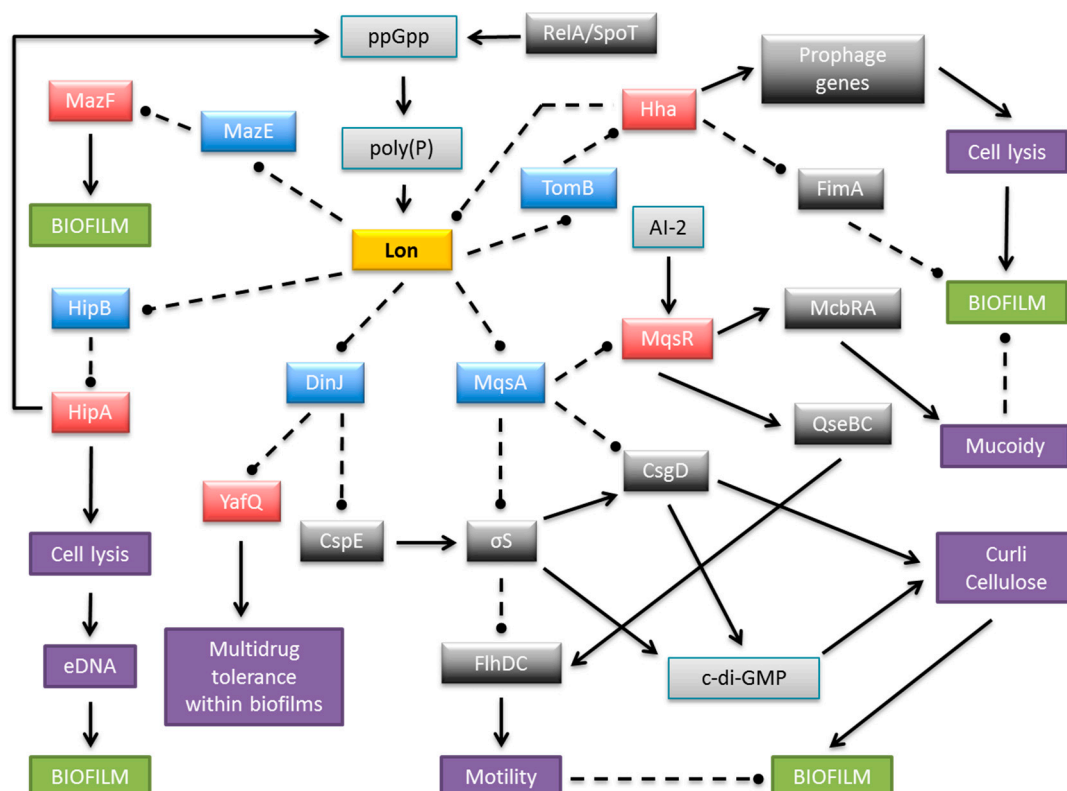 ppGpp
RelA/SpoT
Prophage
genes
MazF
MazE
Hha
poly(P)
Cell lysis
TomB
FimA
BIOFILM
AI-2
Lon
HipB
McbRA
BIOFILM
MqsR
DinJ
MqsA
HipA
QseBC
Mucoidy
CsgD
YafQ
CspE
σS
Cell lysis
Curli
Cellulose
eDNA
Multidrug
tolerance
within biofilms
FlhDC
c-di-GMP
BIOFILM
Motility
BIOFILM